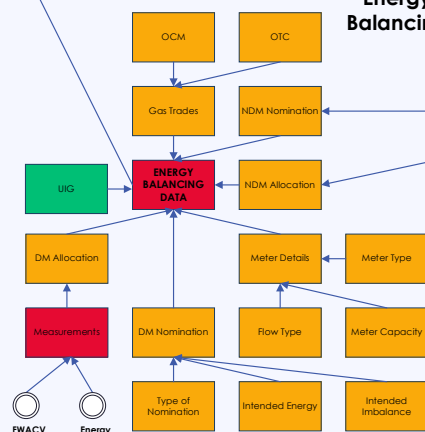 Energy
Balancin
OCM
OTC
Gas Trades
NDM Nomination
UIG
ENERGY
BALANCING
DATA
NDM Allocation
DM Allocation
Meter Details
Meter Type
Measurements
DM Nomination
Flow Type
Meter Capacity
Type of
Nomination
Intended Energy
Intended
Imbalance
FWACV
Energy